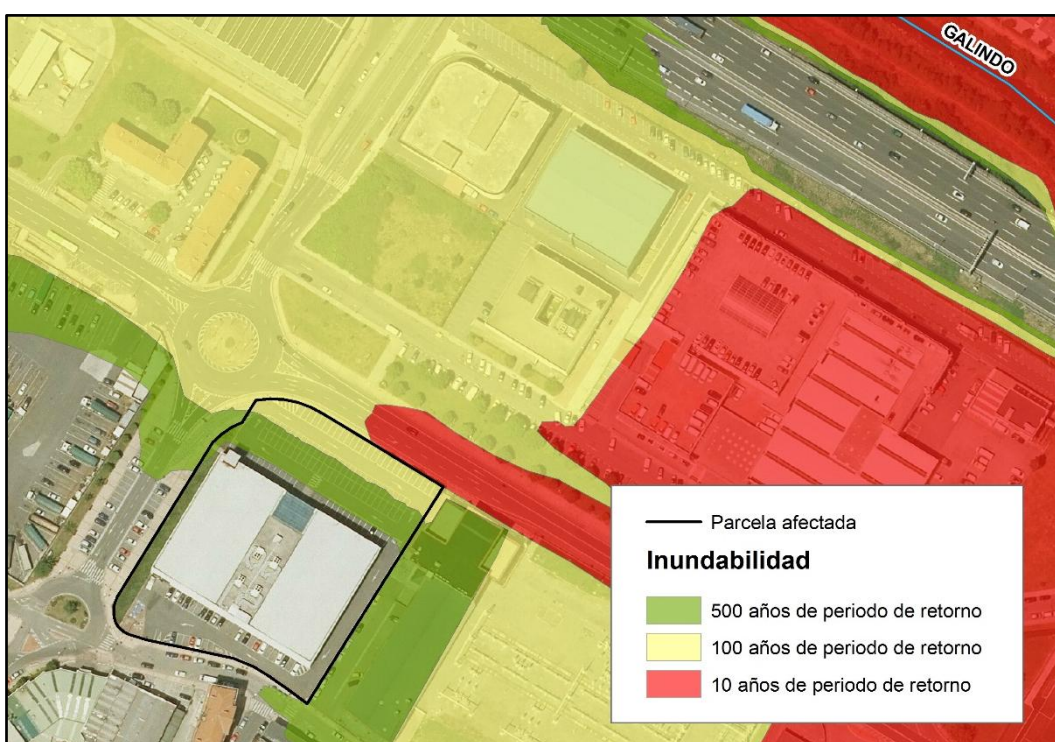 GALINDO
Parcela afectada
Inundabilidad
500 años de periodo de retorno
100 años de periodo de retorno
10 años de periodo de retorno